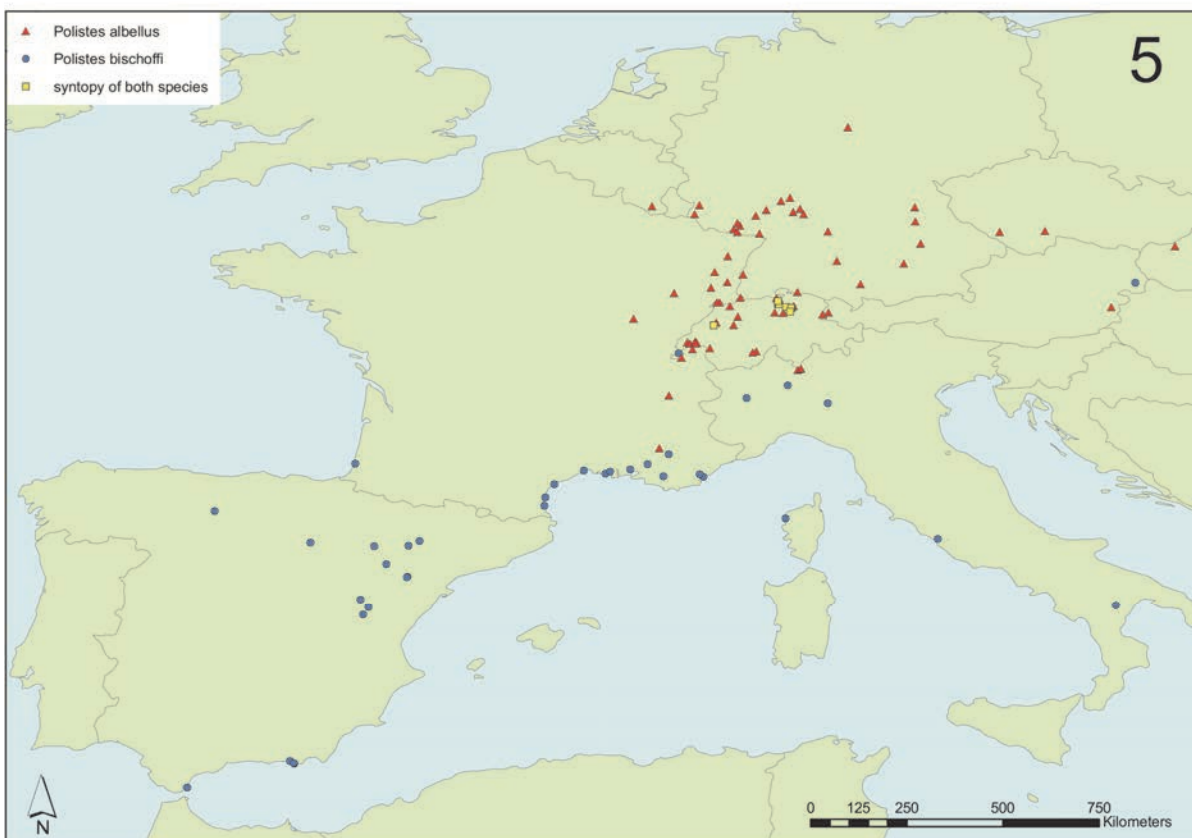 Polistes albellus
Polistes bischoffi
syntopy of both species
5
N
0 125 250 500 750
Kilometers